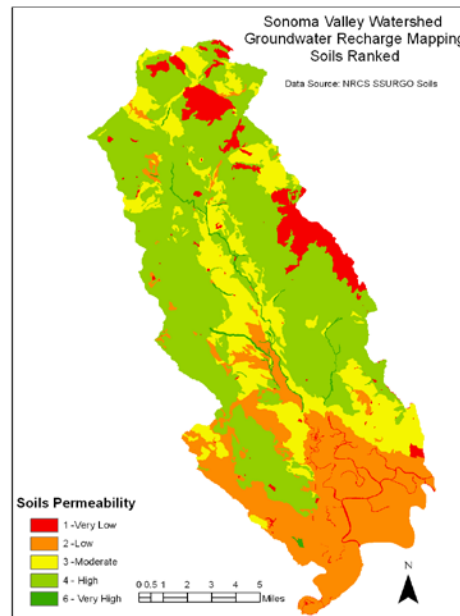 Sonoma Valley Watershed
Groundwater Recharge Mapping
Soils Ranked
Data Source: NRCS SSURGO Soils
Soils Permeability
1 -Very Low
2 -Low
3 -Moderate
4 - High
6 - Very High
0 0.5 1 2 3 4 5
Miles
N